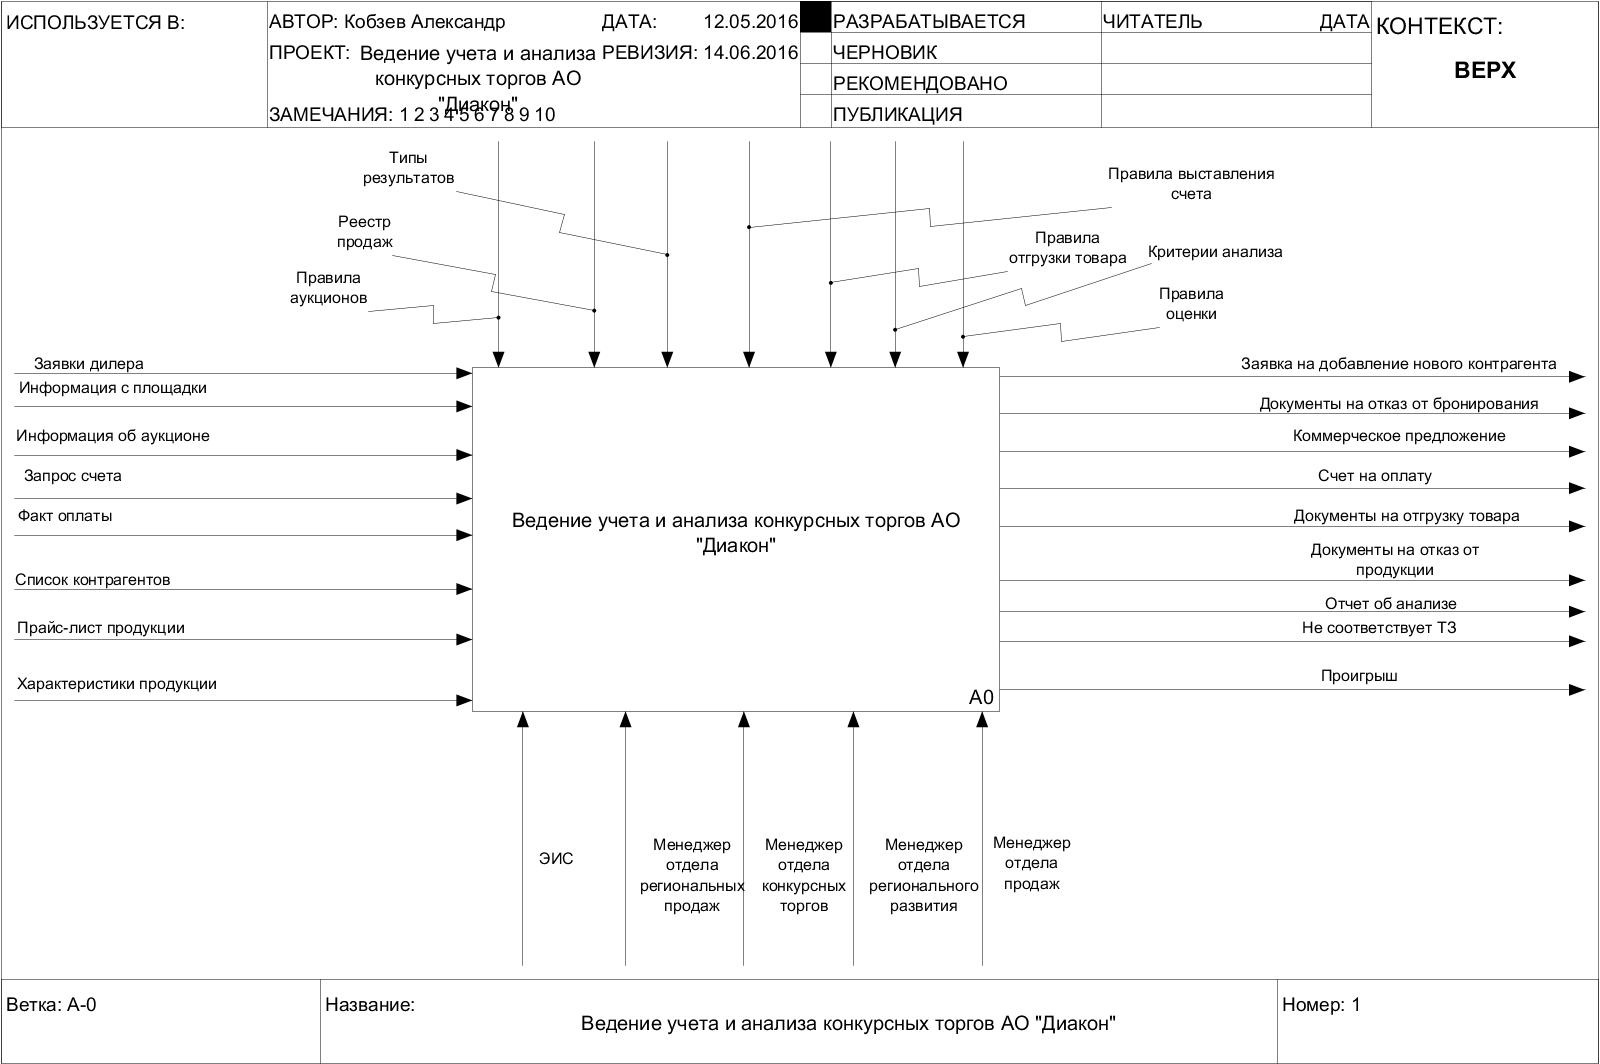 ИСПОЛЬЗУЕТСЯ В:
АВТОР: Кобзев Александр
ДАТА: 12.05.2016
ПРОЕКТ: Ведение учета и анализа
конкурсных торгов АО
"Диакон"
РЕВИЗИЯ: 14.06.2016
ЗАМЕЧАНИЯ: 1 2 3 4 5 6 7 8 9 10
РАЗРАБАТЫВАЕТСЯ
ЧЕРНОВИК
РЕКОМЕНДОВАНО
ПУБЛИКАЦИЯ
ЧИТАТЕЛЬ
ДАТА
КОНТЕКСТ:
ВЕРХ
Типы
результатов
Реестр
продаж
Правила
аукционов
Правила выставления
счета
Правила
отгрузки товара
Критерии анализа
Правила
оценки
Заявки дилера
Информация с площадки
Информация об аукционе
Запрос счета
Факт оплаты
Список контрагентов
Прайс-лист продукции
Характеристики продукции
Ведение учета и анализа конкурсных торгов АО
"Диакон"
A0
Заявка на добавление нового контрагента
Документы на отказ от бронирования
Коммерческое предложение
Счет на оплату
Документы на отгрузку товара
Документы на отказ от
продукции
Отчет об анализе
Не соответствует ТЗ
Проигрыш
ЭИС
Менеджер
отдела
региональных
продаж
Менеджер
отдела
конкурсных
торгов
Менеджер
отдела
регионального
развития
Менеджер
отдела
продаж
Ветка: A-0
Название:
Ведение учета и анализа конкурсных торгов АО "Диакон"
Номер: 1